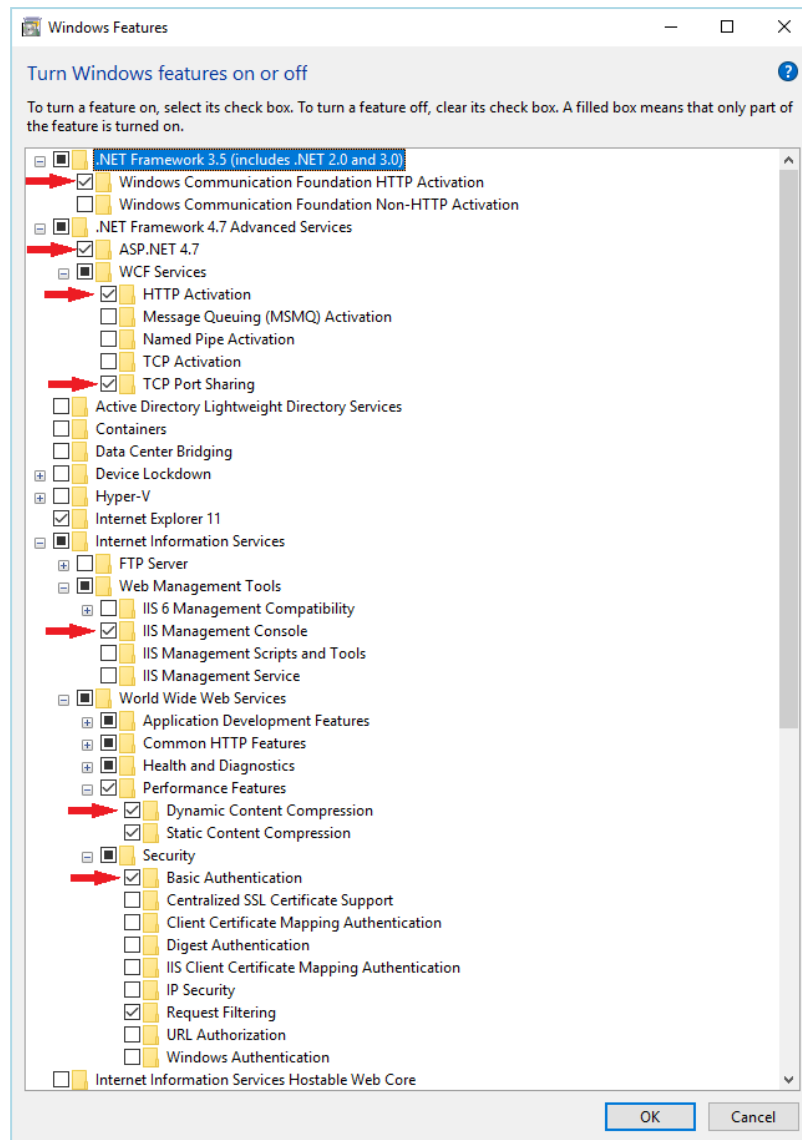 Windows Features
Turn Windows features on or off
To turn a feature on, select its check box. To turn a feature off, clear its check box. A filled box means that only part of
the feature is turned on.
.NET Framework 3.5 (includes .NET 2.0 and 3.0)
Windows Communication Foundation HTTP Activation
Windows Communication Foundation Non-HTTP Activation
.NET Framework 4.7 Advanced Services
ASP.NET 4.7
WCF Services
HTTP Activation
Message Queuing (MSMQ) Activation
Named Pipe Activation
TCP Activation
TCP Port Sharing
Active Directory Lightweight Directory Services
Containers
Data Center Bridging
Device Lockdown
Hyper-V
Internet Explorer 11
Internet Information Services
FTP Server
Web Management Tools
IIS 6 Management Compatibility
IIS Management Console
IIS Management Scripts and Tools
IIS Management Service
World Wide Web Services
Application Development Features
Common HTTP Features
Health and Diagnostics
Performance Features
Dynamic Content Compression
Static Content Compression
Security
Basic Authentication
Centralized SSL Certificate Support
Client Certificate Mapping Authentication
Digest Authentication
IIS Client Certificate Mapping Authentication
IP Security
Request Filtering
URL Authorization
Windows Authentication
Internet Information Services Hostable Web Core
OK Cancel